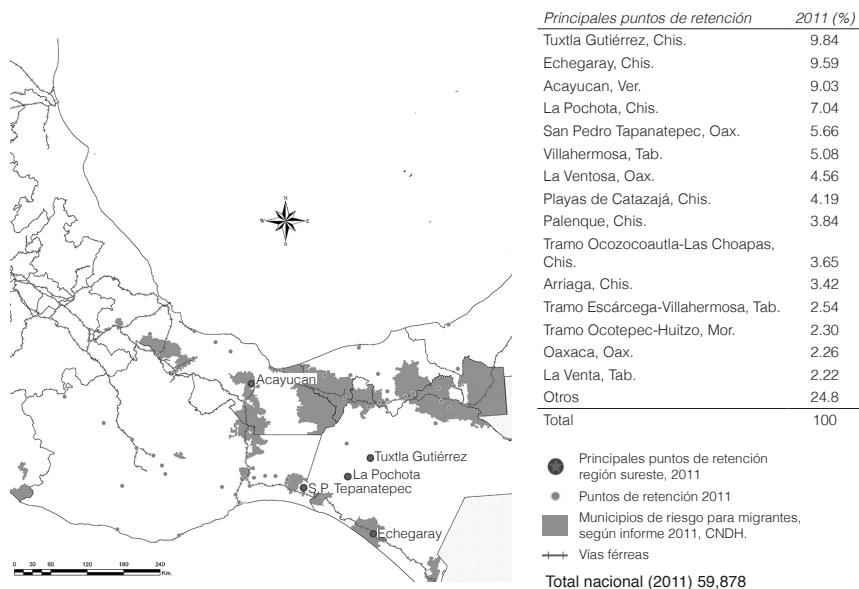 Principales puntos de retención 2011 (%)
Tuxtla Gutiérrez, Chis. 9.84
Echegaray, Chis. 9.59
Acayucan, Ver. 9.03
La Pochota, Chis. 7.04
San Pedro Tapanatepec, Oax. 5.66
Villahermosa, Tab. 5.08
La Ventosa, Oax. 4.56
Playas de Catazajá, Chis. 4.19
Palenque, Chis. 3.84
Tramo Ocozocoautla-Las Choapas,
Chis. 3.65
Arriaga, Chis. 3.42
Tramo Escárcega-Villahermosa, Tab. 2.54
Tramo Ocotepec-Huitzo, Mor. 2.30
Oaxaca, Oax. 2.26
La Venta, Tab. 2.22
Otros 24.8
Total 100
N
W E
S
Acayucan
Tuxtla Gutiérrez
La Pochota
S.P. Tepanatepec
Echegaray
0 30 60 120 180 240
Km.
Principales puntos de retención
región sureste, 2011
Puntos de retención 2011
Municipios de riesgo para migrantes,
según informe 2011, CNDH.
Vías férreas
Total nacional (2011) 59,878